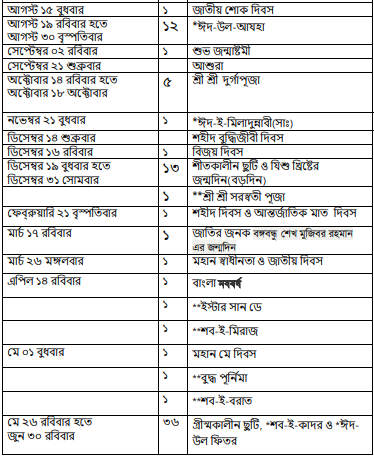 আগস্ট ১৫ বুধবার ১ জাতীয় শোক দিবস
আগস্ট ১৯ রবিবার হতে ১২ *ঈদ-উল-আযহা
আগস্ট ৩০ বৃস্পতিবার
সেপ্টেম্বর ০২ রবিবার ১ শুভ জন্মাষ্টমী
সেপ্টেম্বর ২১ শুক্রবার আশুরা
অক্টোবার ১৪ রবিবার হতে ৫ শ্রী শ্রী দুর্গাপূজা
অক্টোবার ১৮ অক্টোবার
নভেম্বর ২১ বুধবার ১ *ঈদ-ই-মিলাদুন্নাবী(সাঃ)
ডিসেম্বর ১৪ শুক্রবার শহীদ বুদ্ধিজীবী দিবস
ডিসেম্বর ১৬ রবিবার ১ বিজয় দিবস
ডিসেম্বর ১৯ বুধবার হতে ১৩ শীতকালীন ছুটি ও যিশু খ্রিষ্টের
ডিসেম্বর ৩১ সোমবার জন্মদিন(বড়দিন)
১ **শ্রী শ্রী সরস্বতী পূজা
ফেব্রুয়ারি ২১ বৃস্পতিবার ১ শহিদ দিবস ও আন্তর্জাতিক মাত দিবস
মার্চ ১৭ রবিবার ১ জাতির জনক বঙ্গবন্ধু শেখ মুজিবর রহমান
এর জন্মদিন
মার্চ ২৬ মঙ্গলবার ১ মহান স্বাধীনতা ও জাতীয় দিবস
এপিল ১৪ রবিবার ১ বাংলা নববর্ষ
১ **ইস্টার সান ডে
১ **শব-ই-মিরাজ
মে ০১ বুধবার ১ মহান মে দিবস
১ **বুদ্ধ পূর্নিমা
১ **শব-ই-বরাত
মে ২৬ রবিবার হতে ৩৬ গ্রীষ্মকালীন ছুটি, *শব-ই-কাদর ও *ঈদ-
জুন ৩০ রবিবার উল ফিতর